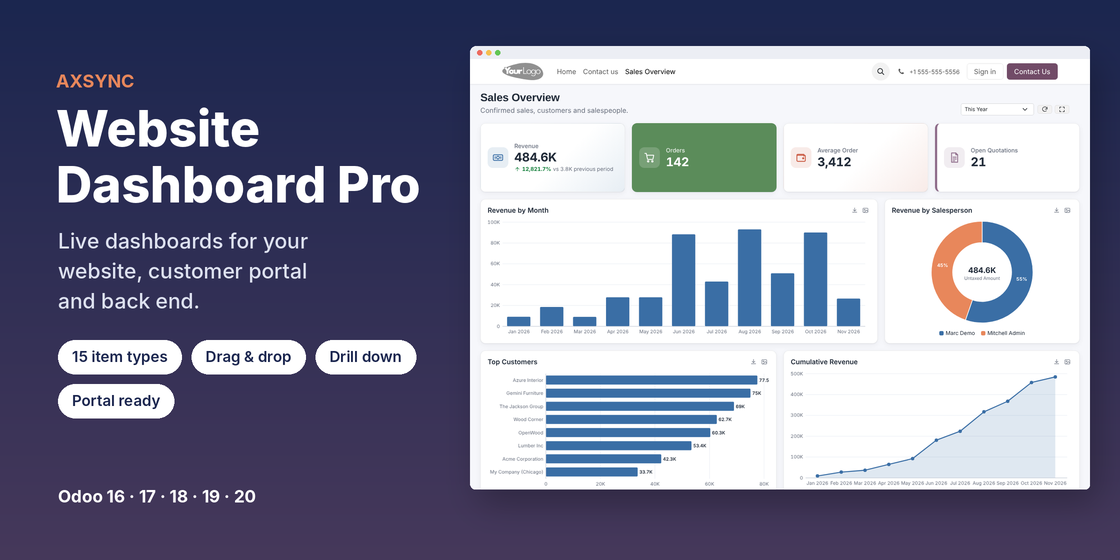 AXSYNC
Website
Dashboard Pro
Live dashboards for your
website, customer portal
and back end.
15 item types
Drag & drop
Drill down
Portal ready
Odoo 16 · 17 · 18 · 19 · 20
YourLogo
Home
Contact us
Sales Overview
+1 555-555-5556
Sign in
Contact Us
Sales Overview
Confirmed sales, customers and salespeople.
This Year
Revenue
484.6K
↑ 12,821.7% vs 3.8K previous period
Orders
142
Average Order
3,412
Open Quotations
21
Revenue by Month
100K
80K
60K
40K
20K
0
Jan 2026 Feb 2026 Mar 2026 Apr 2026 May 2026 Jun 2026 Jul 2026 Aug 2026 Sep 2026 Oct 2026 Nov 2026
Revenue by Salesperson
45%
484.6K
Untaxed Amount
55%
Marc Demo
Mitchell Admin
Top Customers
Azure Interior 77.5
Gemini Furniture 75K
The Jackson Group 69K
Wood Corner 62.7K
OpenWood 60.3K
Lumber Inc 53.4K
Acme Corporation 42.3K
My Company (Chicago) 33.7K
0 20K 40K 60K 80K
Cumulative Revenue
500K
400K
300K
200K
100K
0
Jan 2026 Feb 2026 Mar 2026 Apr 2026 May 2026 Jun 2026 Jul 2026 Aug 2026 Sep 2026 Oct 2026 Nov 2026